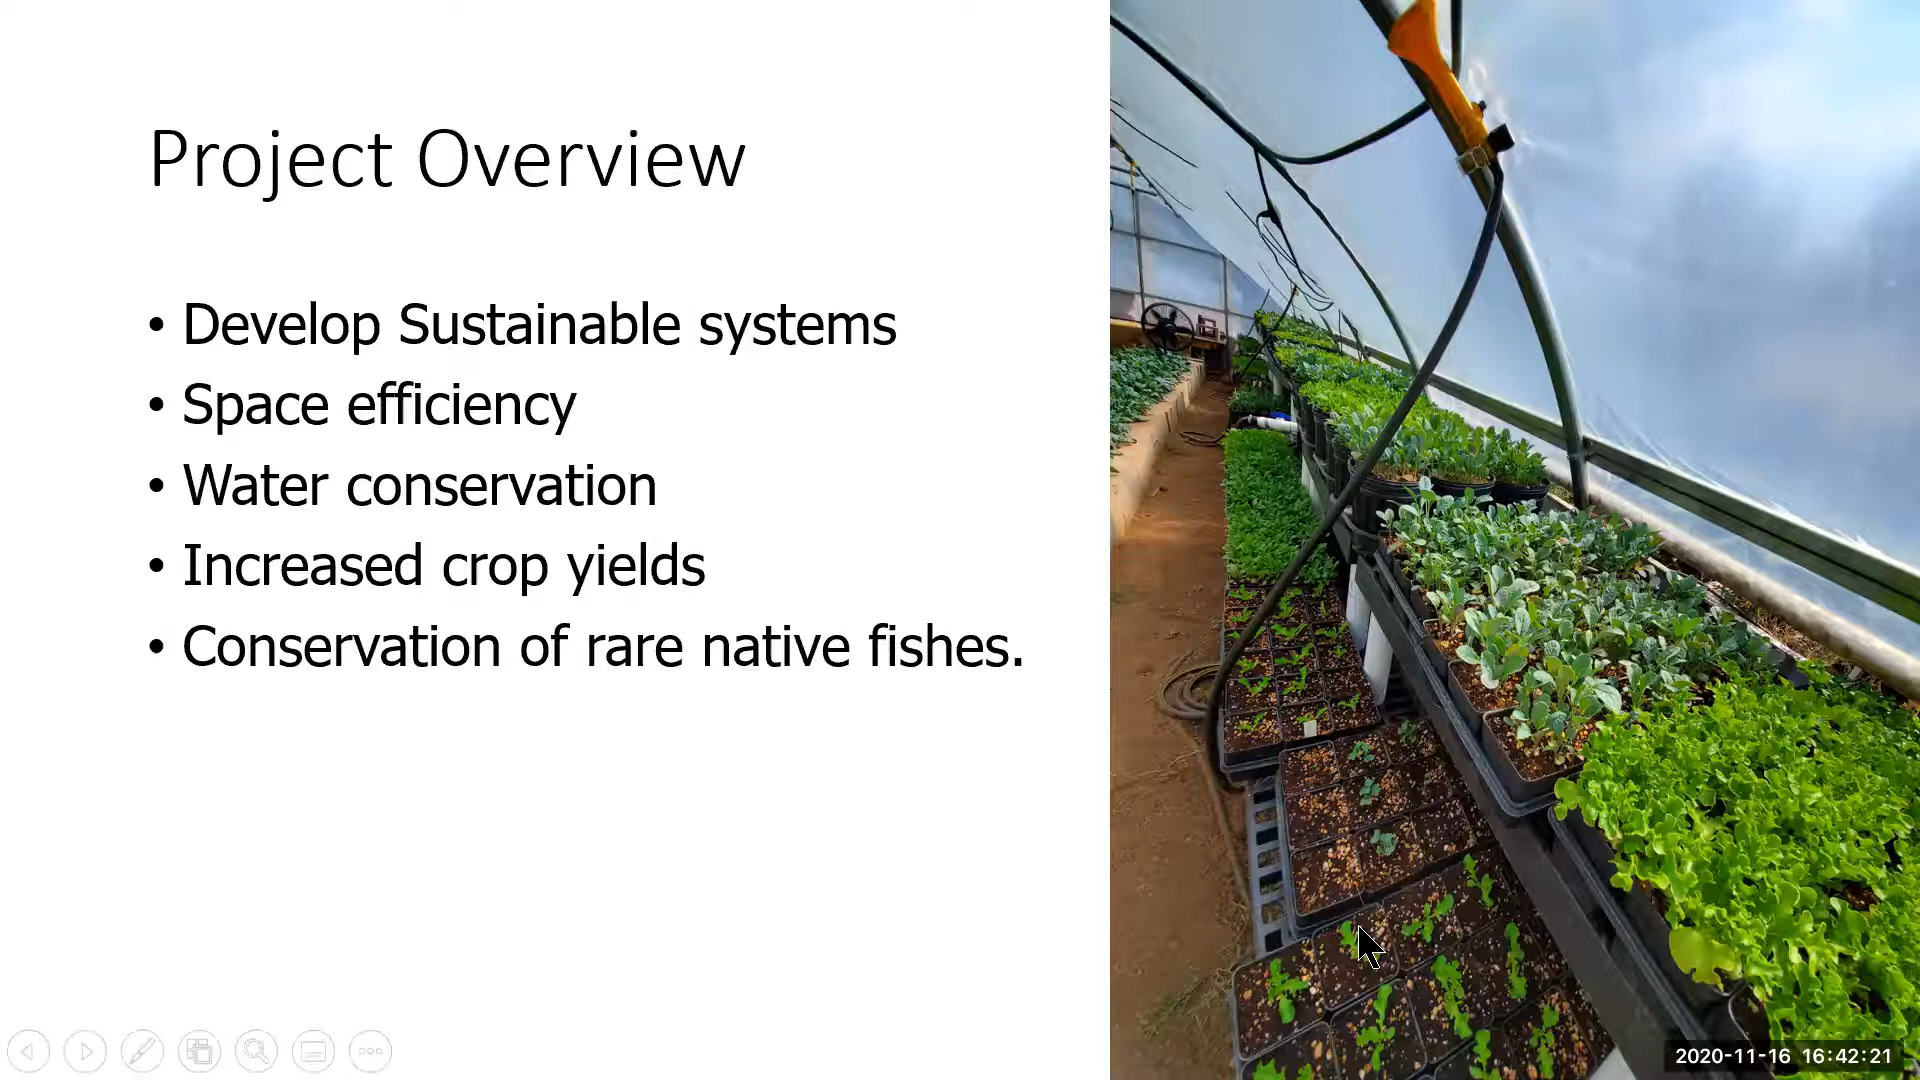 Project Overview
• Develop Sustainable systems
• Space efficiency
• Water conservation
• Increased crop yields
• Conservation of rare native fishes.
2020-11-16 16:42:21